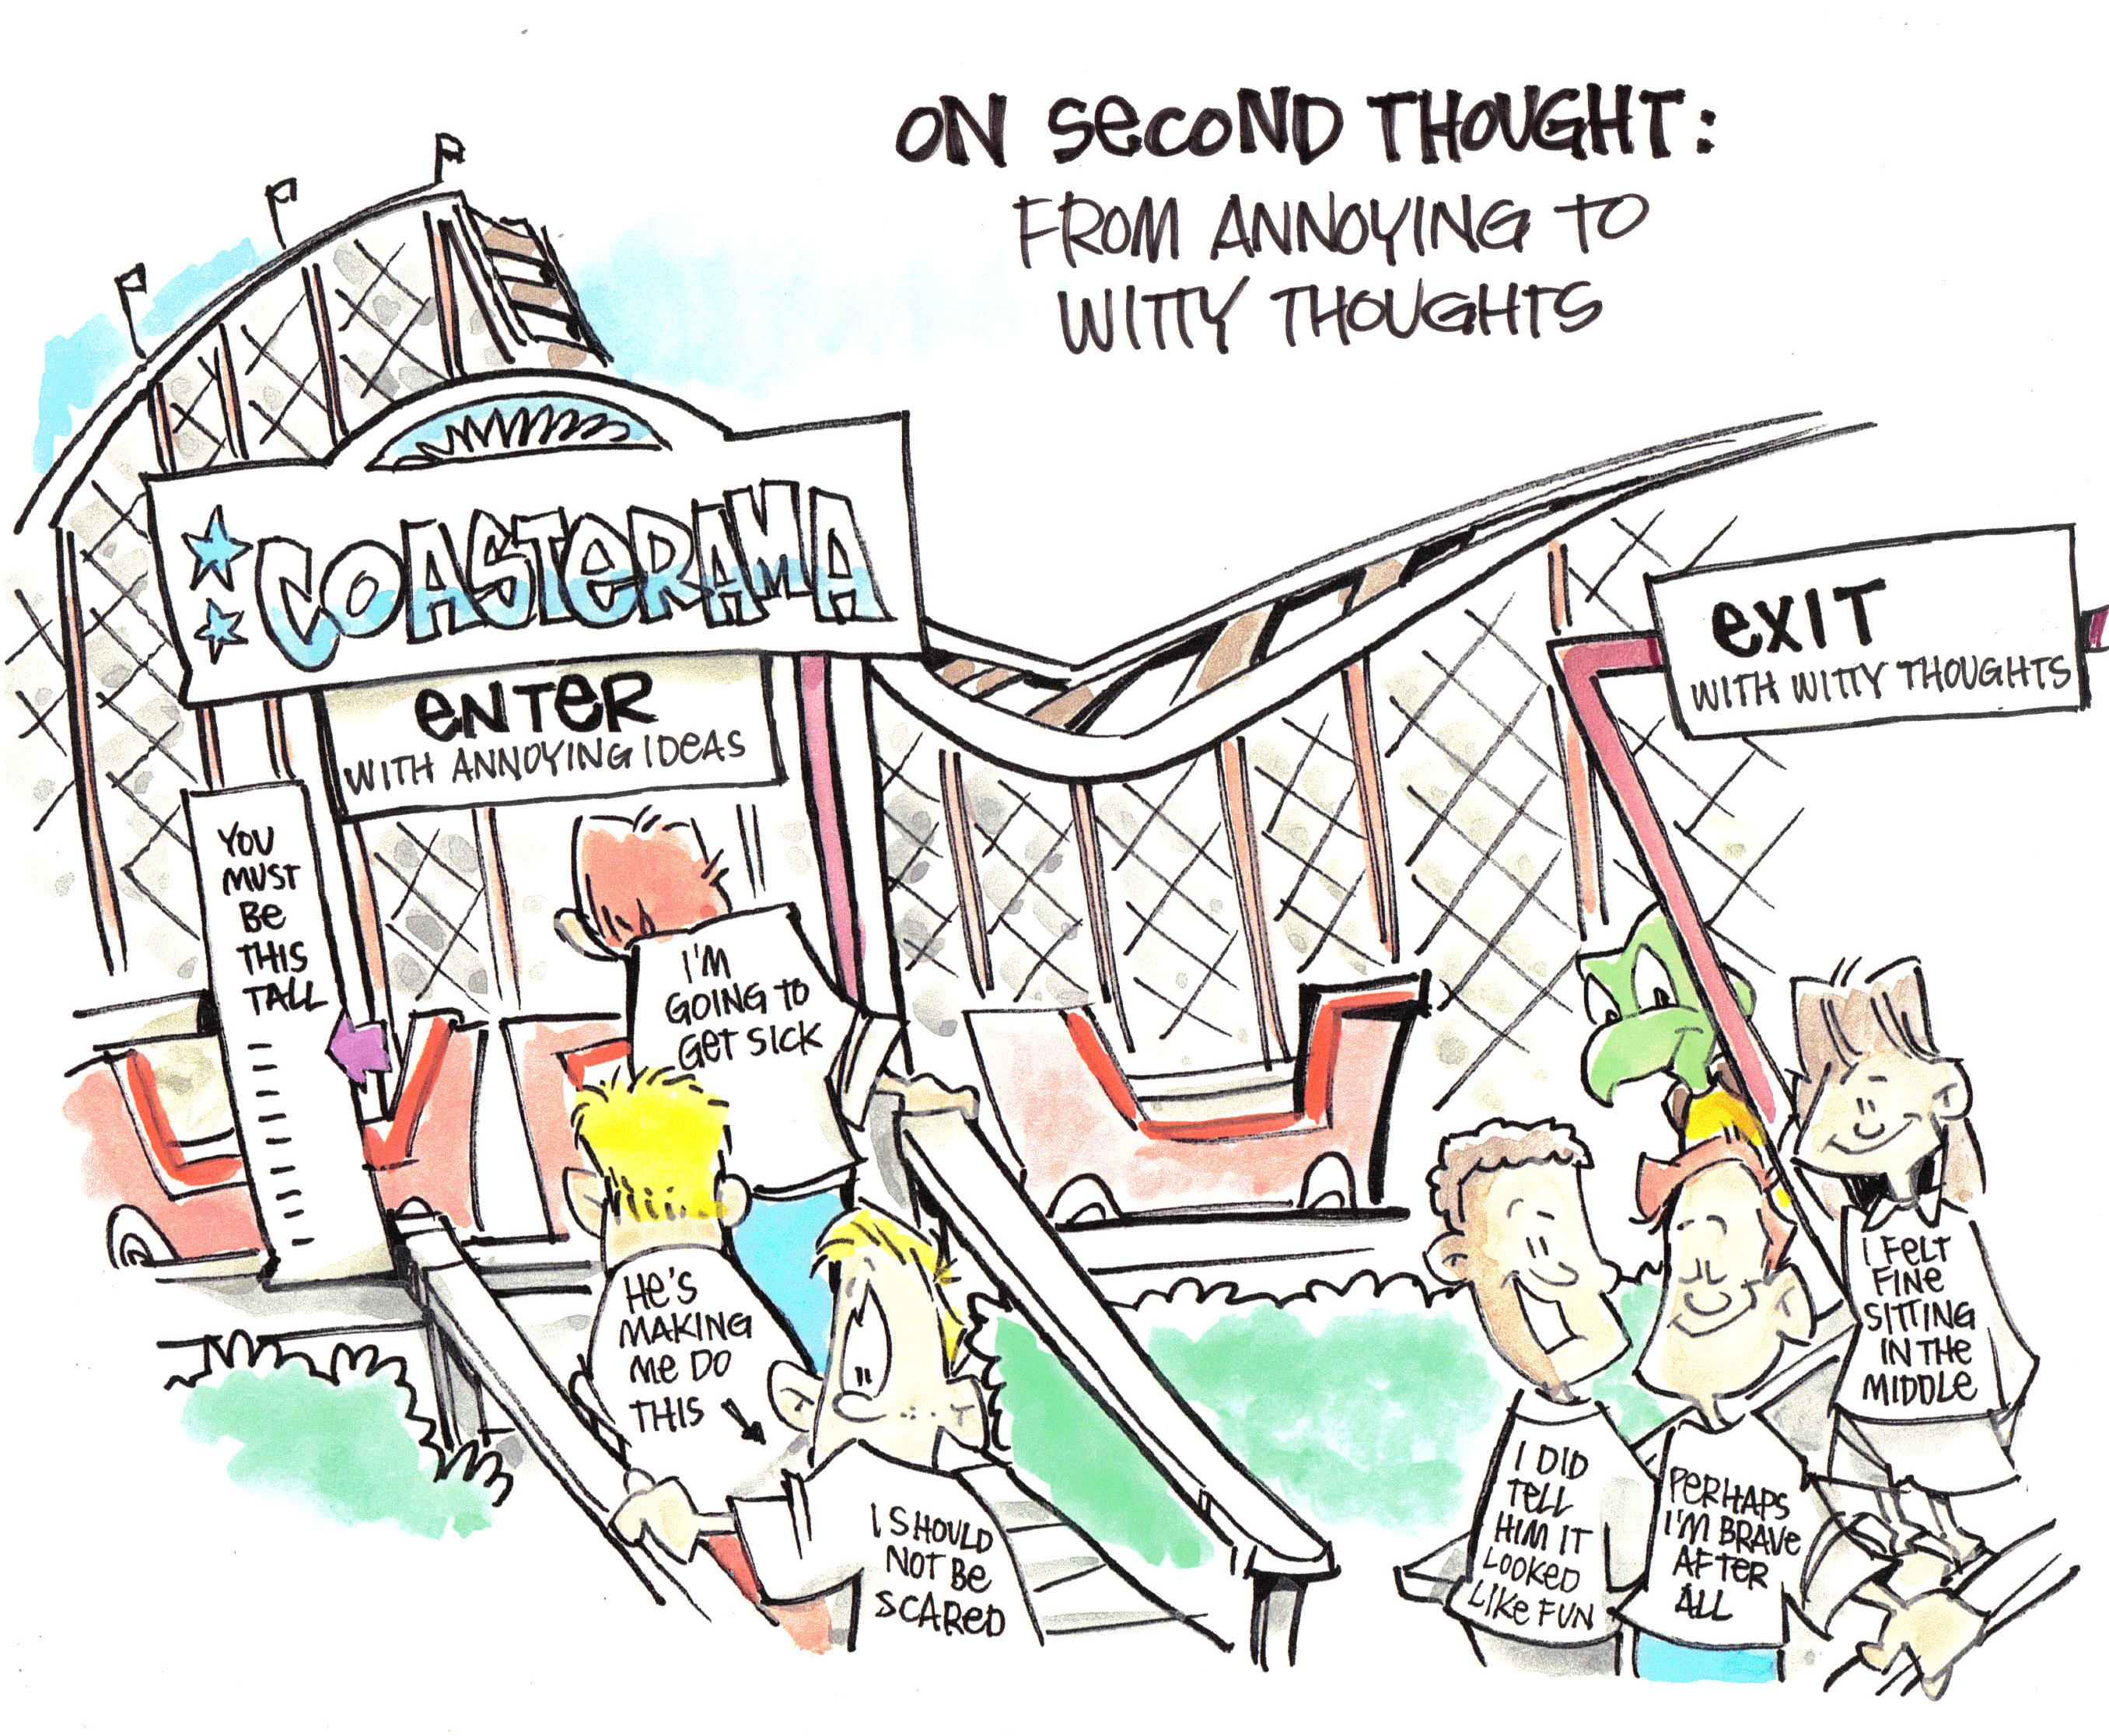 ON SECOND THOUGHT:
FROM ANNOYING TO
WITTY THOUGHTS
COASTERAMA
ENTER
WITH ANNOYING IDEAS
EXIT
WITH WITTY THOUGHTS
YOU
MUST
BE
THIS
TALL
I'M
GOING TO
GET SICK
HE'S
MAKING
ME DO
THIS
I SHOULD
NOT BE
SCARED
I DID
TELL
HIM IT
LOOKED
LIKE FUN
PERHAPS
I'M BRAVE
AFTER
ALL
I FELT
FINE
SITTING
IN THE
MIDDLE